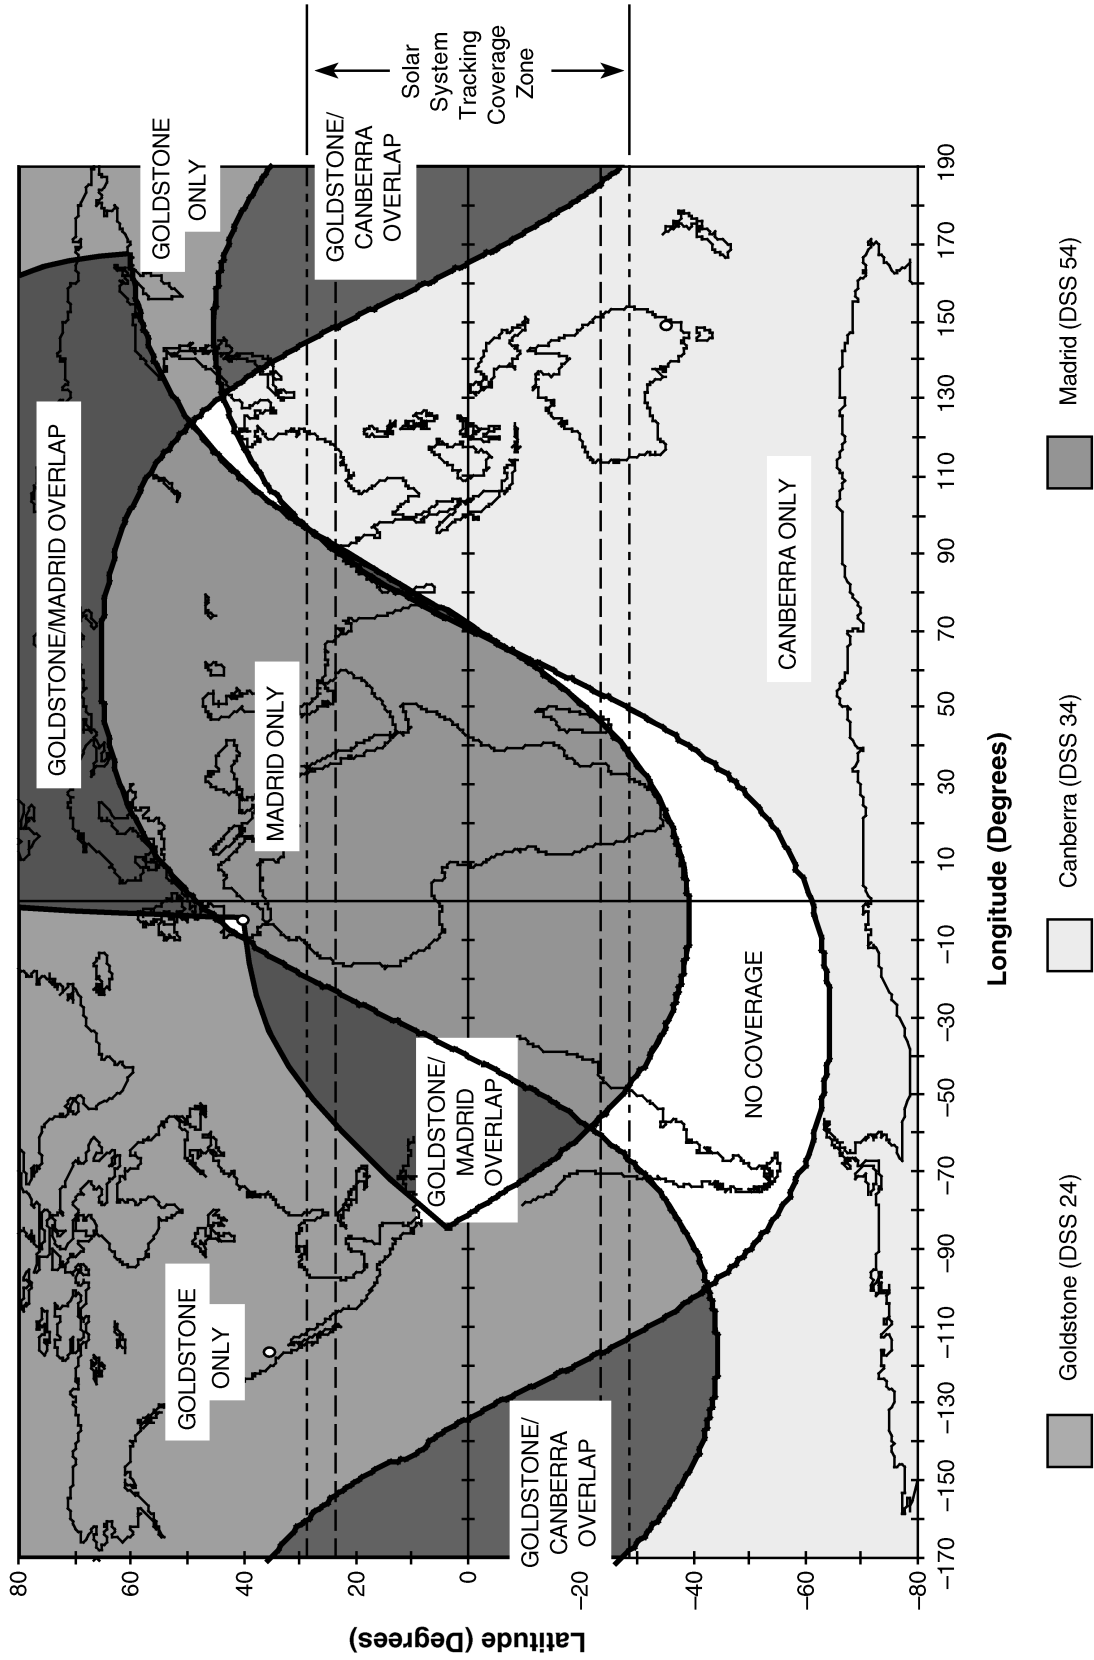 Solar
System
Tracking
Coverage
Zone
GOLDSTONE/MADRID OVERLAP
GOLDSTONE
ONLY
GOLDSTONE/
CANBERRA
OVERLAP
MADRID ONLY
GOLDSTONE
ONLY
GOLDSTONE/
MADRID
OVERLAP
CANBERRA ONLY
NO COVERAGE
GOLDSTONE/
CANBERRA
OVERLAP
Latitude (Degrees)
80
60
40
20
0
–20
–40
–60
–80
–170
–150
–130
–110
–90
–70
–50
–30
–10
10
30
50
70
90
110
130
150
170
190
Longitude (Degrees)
Goldstone (DSS 24)
Canberra (DSS 34)
Madrid (DSS 54)